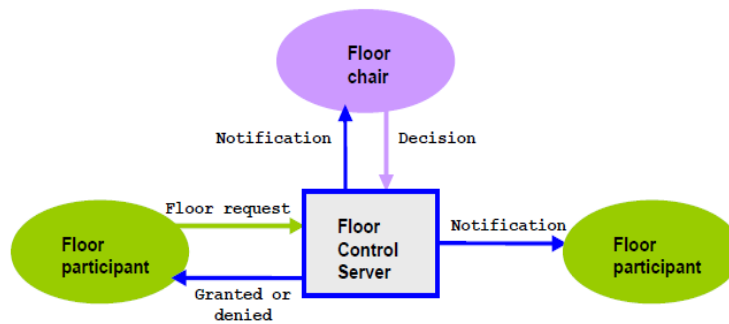 Floor
chair
Notification
Decision
Floor request
Floor
participant
Floor
Control
Server
Notification
Floor
participant
Granted or
denied